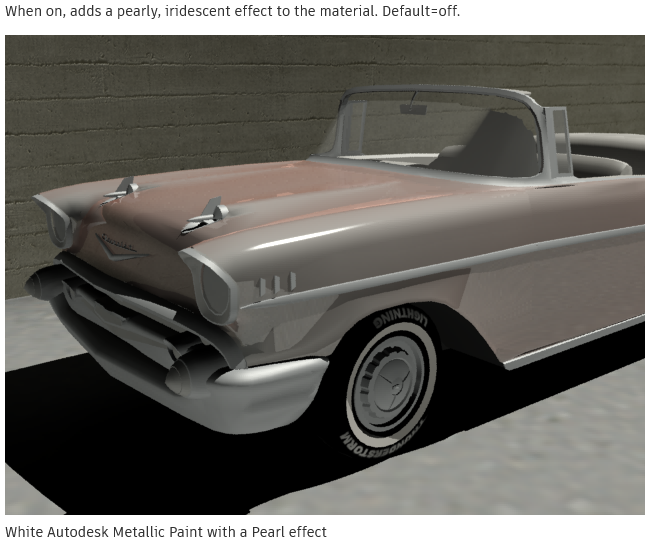 When on, adds a pearly, iridescent effect to the material. Default=off.
Chevrolet
LIGHTNING
THUNDERSTORM
White Autodesk Metallic Paint with a Pearl effect